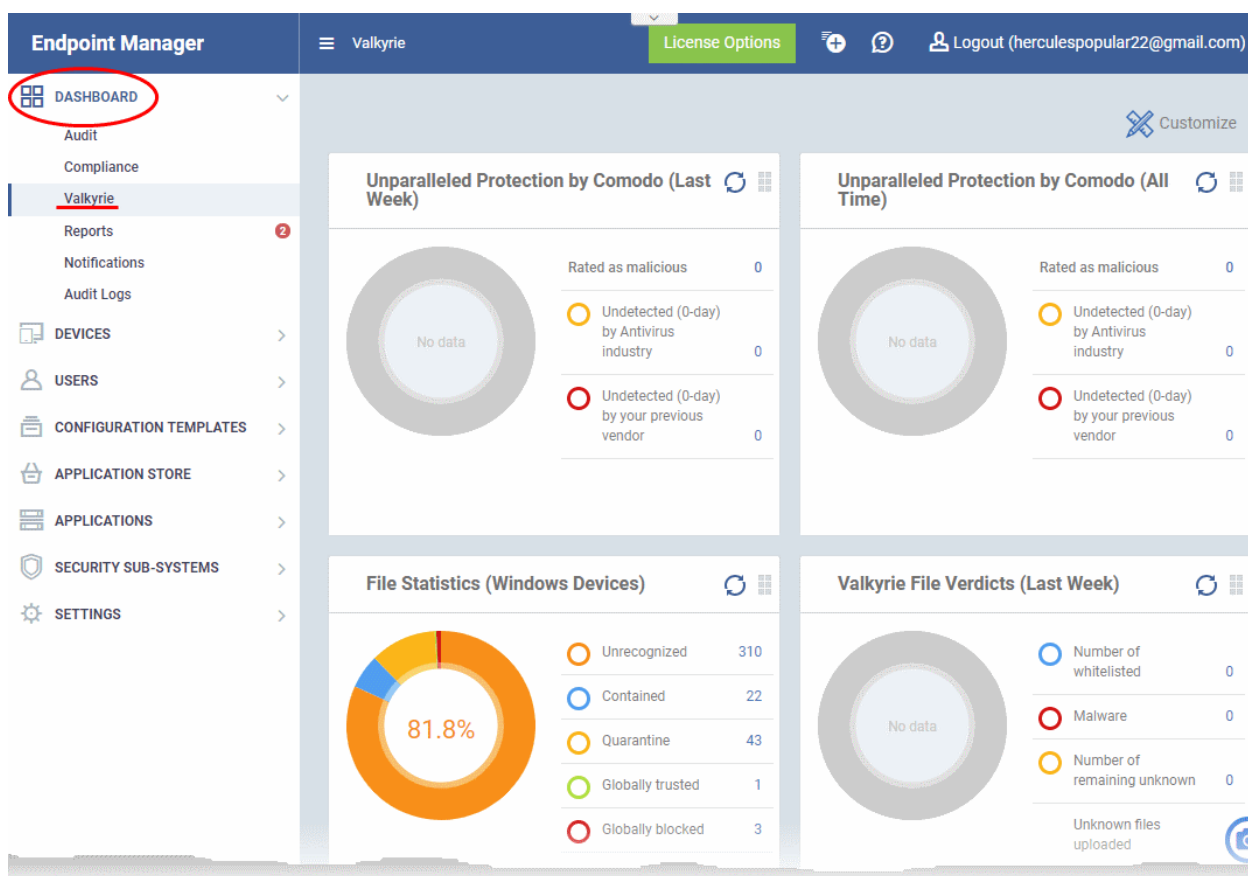 Endpoint Manager
Valkyrie
License Options
Logout (herculespopular22@gmail.com)
DASHBOARD
Audit
Compliance
Valkyrie
Reports 2
Notifications
Audit Logs
DEVICES
USERS
CONFIGURATION TEMPLATES
APPLICATION STORE
APPLICATIONS
SECURITY SUB-SYSTEMS
SETTINGS
Customize
Unparalleled Protection by Comodo (Last
Week)
No data
Rated as malicious 0
Undetected (0-day)
by Antivirus
industry 0
Undetected (0-day)
by your previous
vendor 0
Unparalleled Protection by Comodo (All
Time)
No data
Rated as malicious 0
Undetected (0-day)
by Antivirus
industry 0
Undetected (0-day)
by your previous
vendor 0
File Statistics (Windows Devices)
81.8%
Unrecognized 310
Contained 22
Quarantine 43
Globally trusted 1
Globally blocked 3
Valkyrie File Verdicts (Last Week)
No data
Number of
whitelisted 0
Malware 0
Number of
remaining unknown 0
Unknown files
uploaded